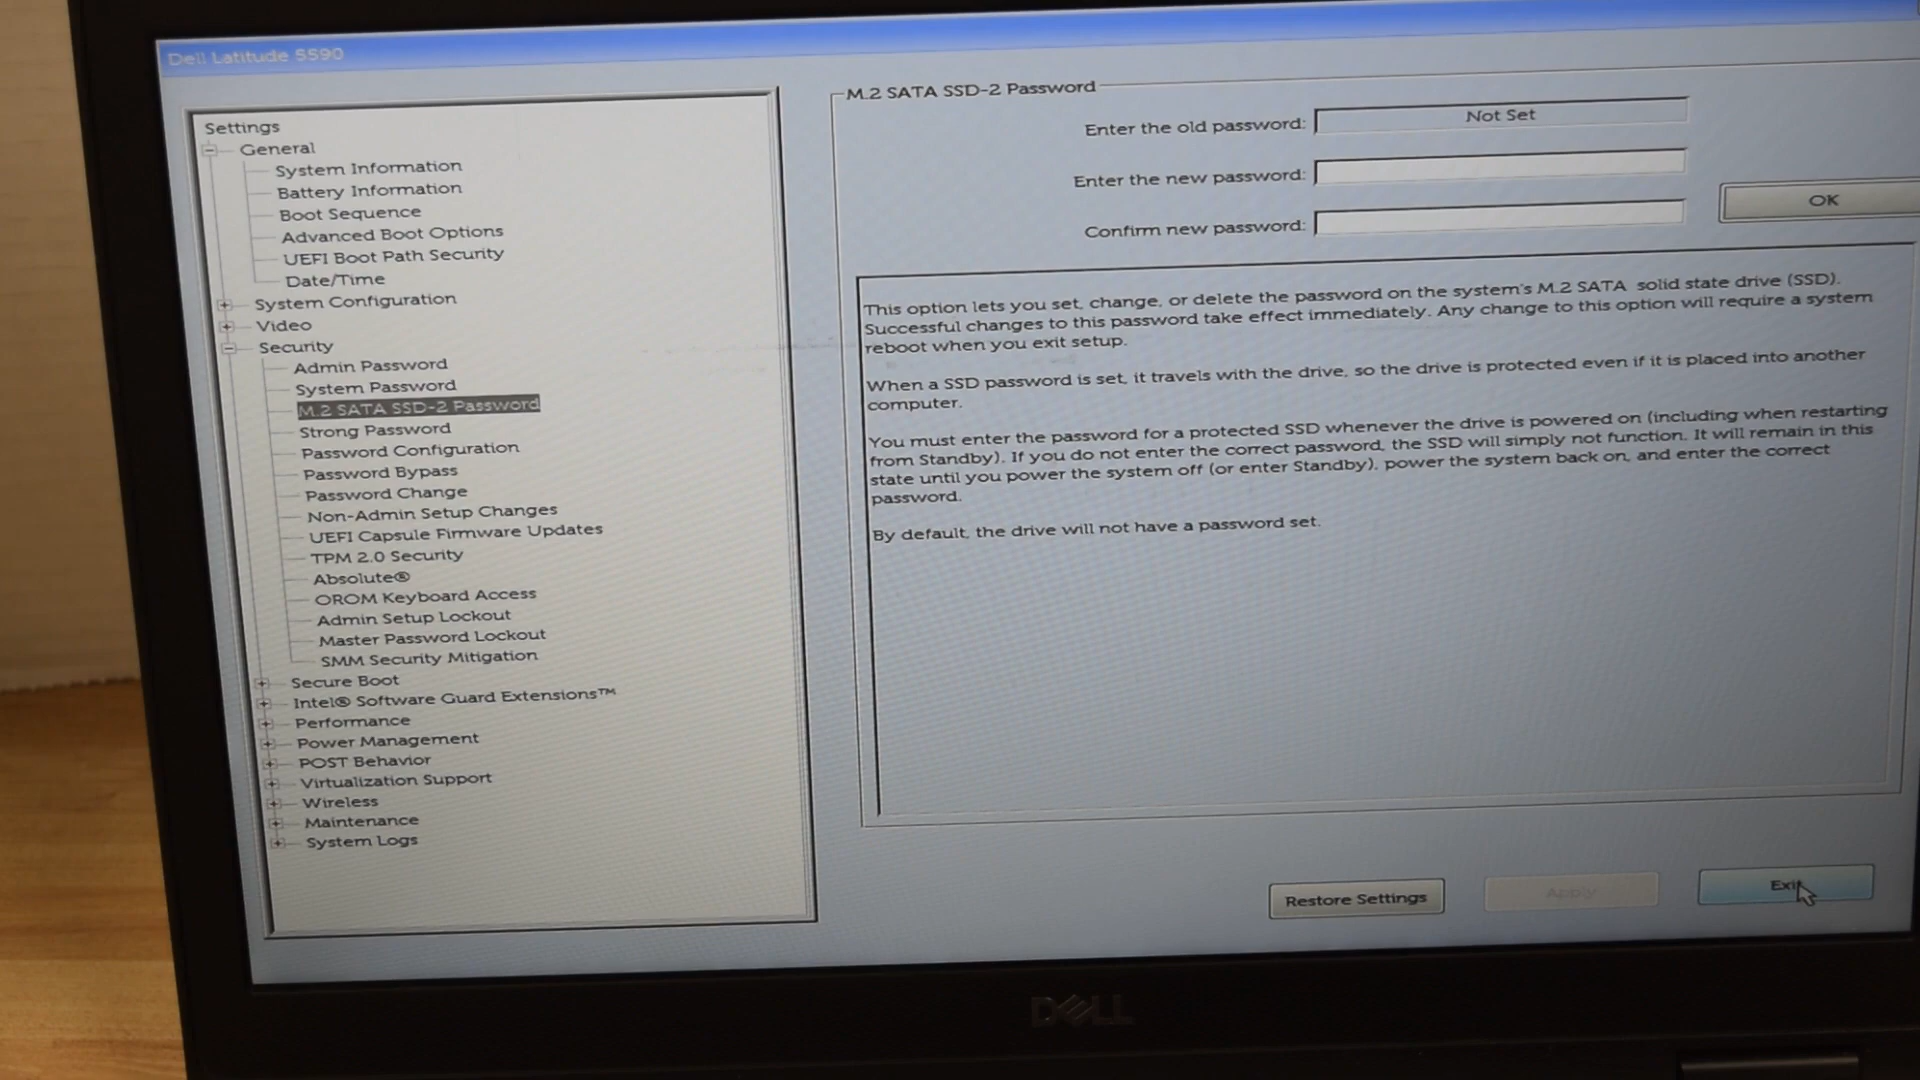 Dell Latitude 5590
Settings
General
System Information
Battery Information
Boot Sequence
Advanced Boot Options
UEFI Boot Path Security
Date/Time
System Configuration
Video
Security
Admin Password
System Password
M.2 SATA SSD-2 Password
Strong Password
Password Configuration
Password Bypass
Password Change
Non-Admin Setup Changes
UEFI Capsule Firmware Updates
TPM 2.0 Security
Absolute®
OROM Keyboard Access
Admin Setup Lockout
Master Password Lockout
SMM Security Mitigation
Secure Boot
Intel® Software Guard Extensions™
Performance
Power Management
POST Behavior
Virtualization Support
Wireless
Maintenance
System Logs
M.2 SATA SSD-2 Password
Enter the old password: Not Set
Enter the new password:
Confirm new password:
OK
This option lets you set, change, or delete the password on the system's M.2 SATA solid state drive (SSD).
Successful changes to this password take effect immediately. Any change to this option will require a system
reboot when you exit setup.
When a SSD password is set, it travels with the drive, so the drive is protected even if it is placed into another
computer.
You must enter the password for a protected SSD whenever the drive is powered on (including when restarting
from Standby). If you do not enter the correct password, the SSD will simply not function. It will remain in this
state until you power the system off (or enter Standby), power the system back on, and enter the correct
password.
By default, the drive will not have a password set.
Restore Settings
Apply
Exit
DELL